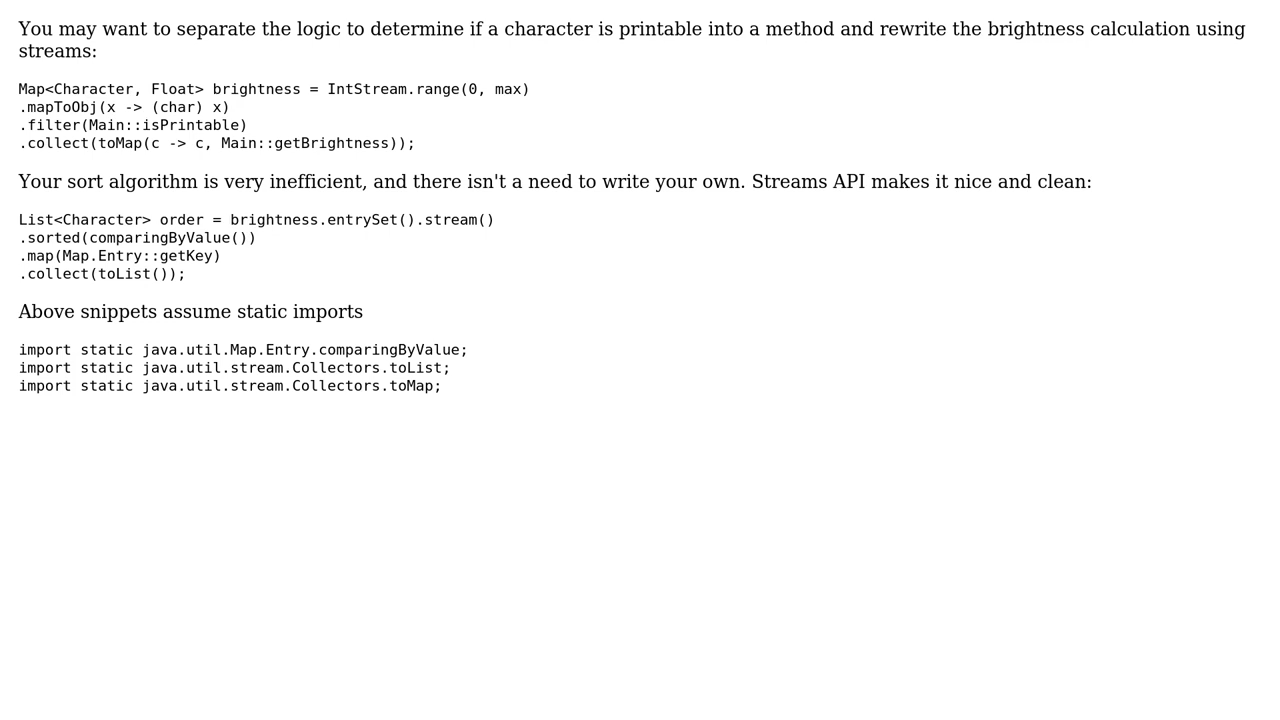 You may want to separate the logic to determine if a character is printable into a method and rewrite the brightness calculation using
streams:
Map<Character, Float> brightness = IntStream.range(0, max)
.mapToObj(x -> (char) x)
.filter(Main::isPrintable)
.collect(toMap(c -> c, Main::getBrightness));
Your sort algorithm is very inefficient, and there isn't a need to write your own. Streams API makes it nice and clean:
List<Character> order = brightness.entrySet().stream()
.sorted(comparingByValue())
.map(Map.Entry::getKey)
.collect(toList());
Above snippets assume static imports
import static java.util.Map.Entry.comparingByValue;
import static java.util.stream.Collectors.toList;
import static java.util.stream.Collectors.toMap;